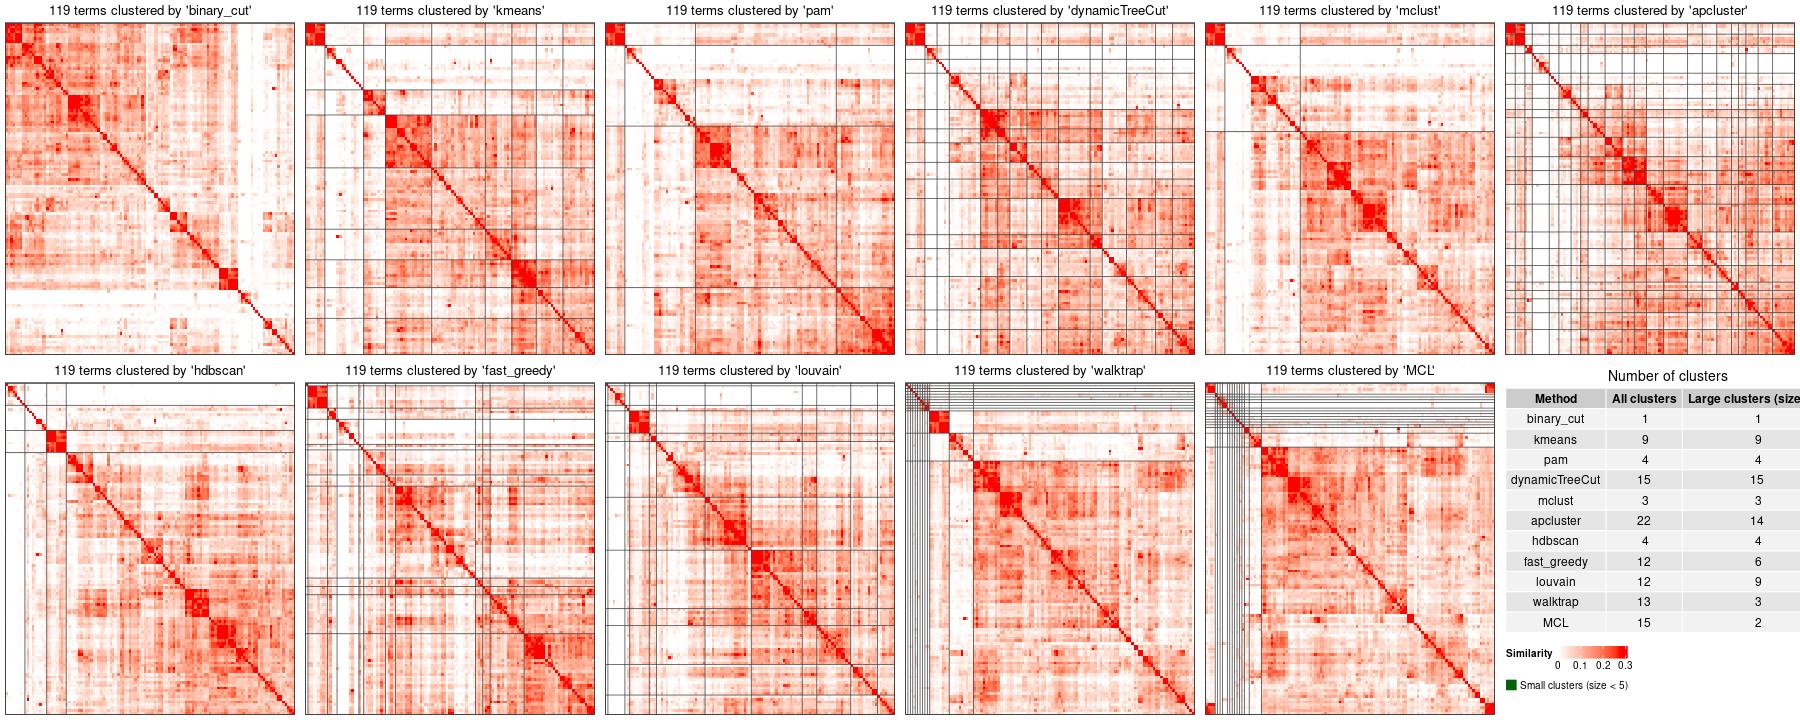 119 terms clustered by 'binary_cut'
119 terms clustered by 'kmeans'
119 terms clustered by 'pam'
119 terms clustered by 'dynamicTreeCut'
119 terms clustered by 'mclust'
119 terms clustered by 'apcluster'
119 terms clustered by 'hdbscan'
119 terms clustered by 'fast_greedy'
119 terms clustered by 'louvain'
119 terms clustered by 'walktrap'
119 terms clustered by 'MCL'
Number of clusters
Method All clusters Large clusters (size
binary_cut 1 1
kmeans 9 9
pam 4 4
dynamicTreeCut 15 15
mclust 3 3
apcluster 22 14
hdbscan 4 4
fast_greedy 12 6
louvain 12 9
walktrap 13 3
MCL 15 2
Similarity
0 0.1 0.2 0.3
Small clusters (size < 5)